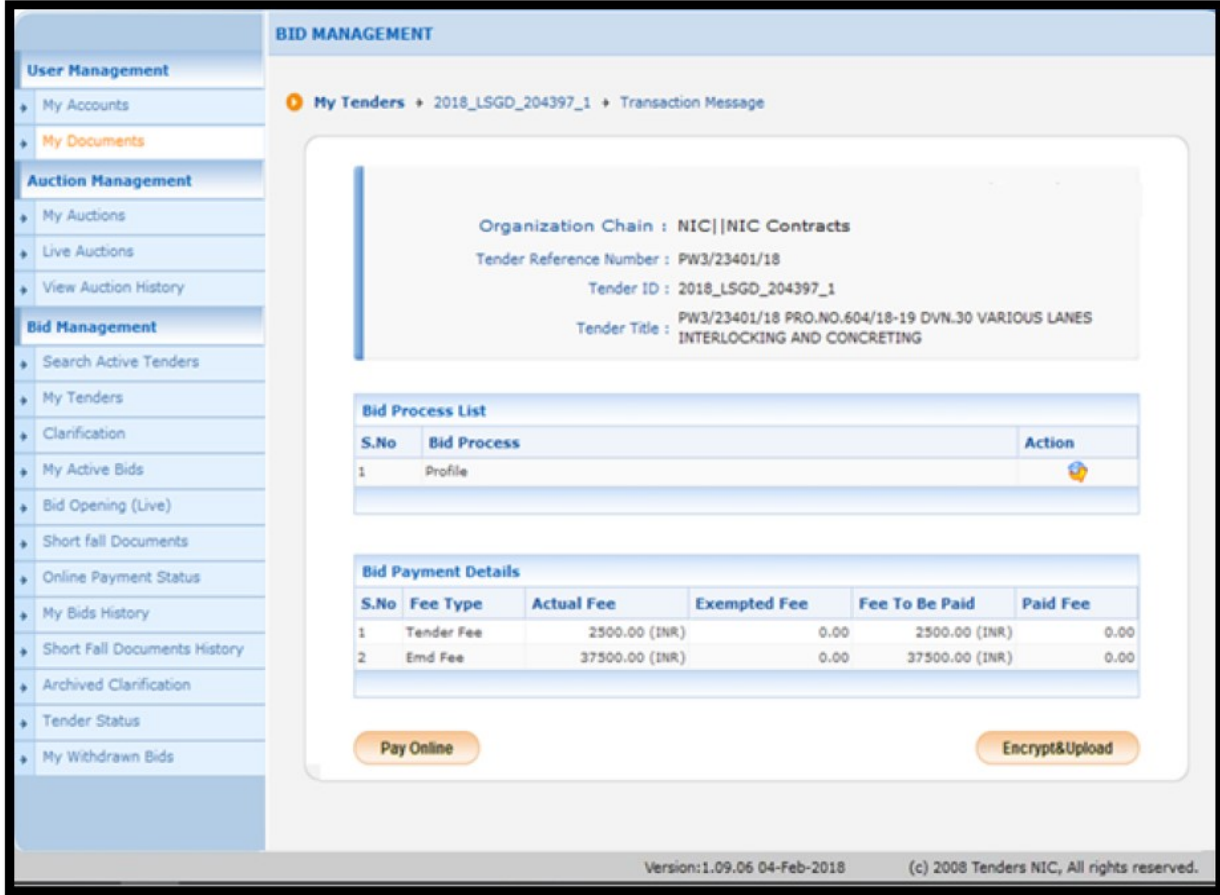 BID MANAGEMENT
User Management
My Accounts
My Documents
Auction Management
My Auctions
Live Auctions
View Auction History
Bid Management
Search Active Tenders
My Tenders
Clarification
My Active Bids
Bid Opening (Live)
Short fall Documents
Online Payment Status
My Bids History
Short Fall Documents History
Archived Clarification
Tender Status
My Withdrawn Bids
My Tenders 2018_LSGD_204397_1 Transaction Message
Organization Chain : NIC||NIC Contracts
Tender Reference Number : PW3/23401/18
Tender ID : 2018_LSGD_204397_1
Tender Title : PW3/23401/18 PRO.NO.604/18-19 DVN.30 VARIOUS LANES
INTERLOCKING AND CONCRETING
Bid Process List
S.No Bid Process Action
1 Profile
Bid Payment Details
S.No Fee Type Actual Fee Exempted Fee Fee To Be Paid Paid Fee
1 Tender Fee 2500.00 (INR) 0.00 2500.00 (INR) 0.00
2 Emd Fee 37500.00 (INR) 0.00 37500.00 (INR) 0.00
Pay Online Encrypt&Upload
Version:1.09.06 04-Feb-2018 (c) 2008 Tenders NIC, All rights reserved.